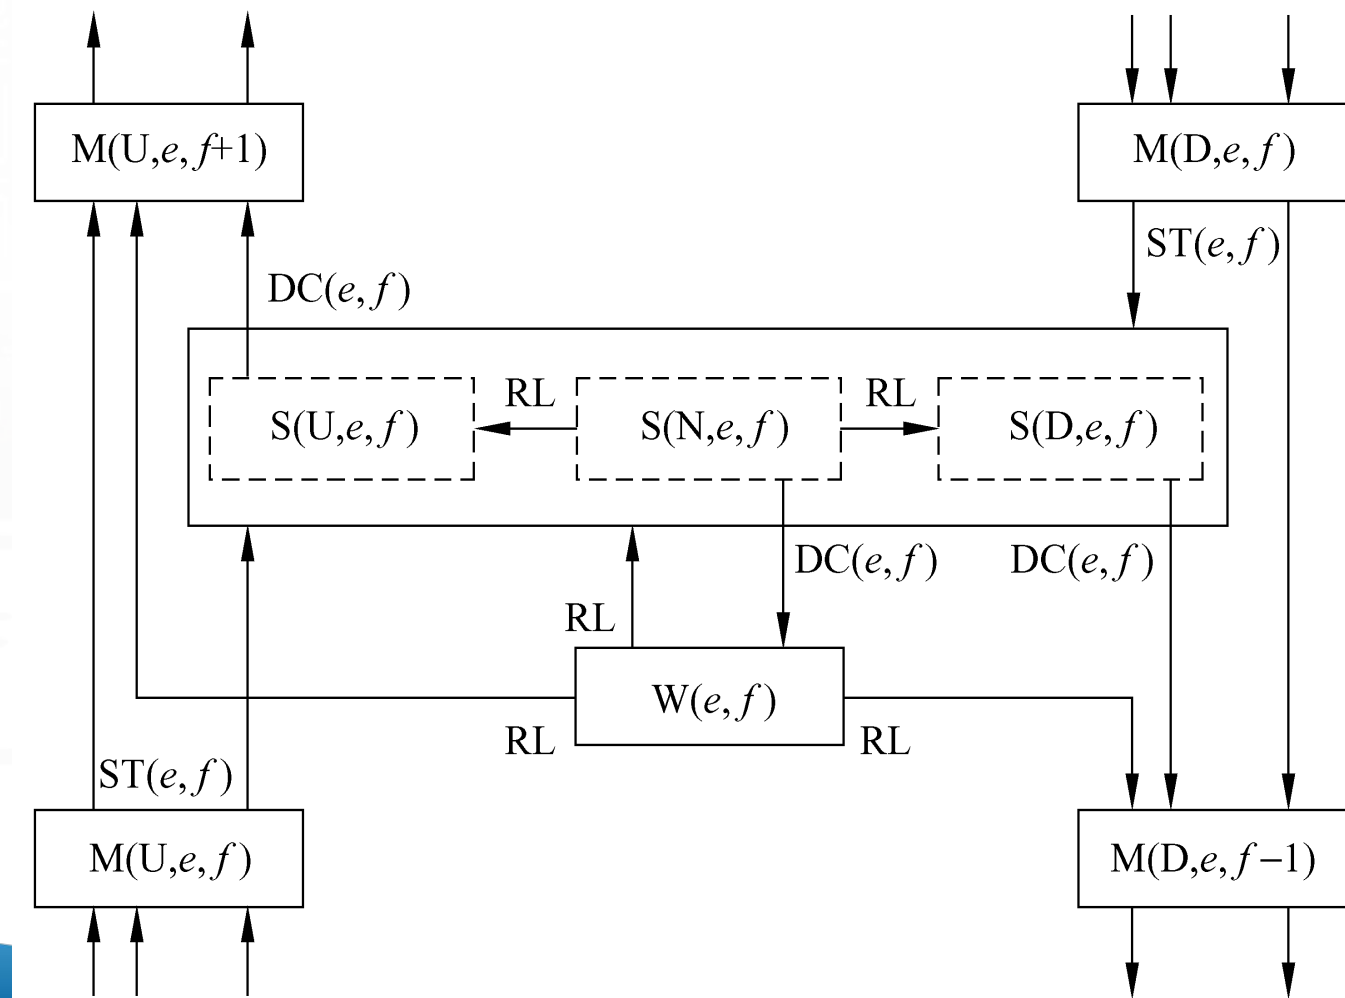 M(U,e,f+1)
M(D,e,f)
ST(e,f)
DC(e,f)
RL
RL
S(U,e,f)
S(N,e,f)
S(D,e,f)
DC(e,f)
DC(e,f)
RL
W(e,f)
RL
RL
ST(e,f)
M(U,e,f)
M(D,e,f−1)